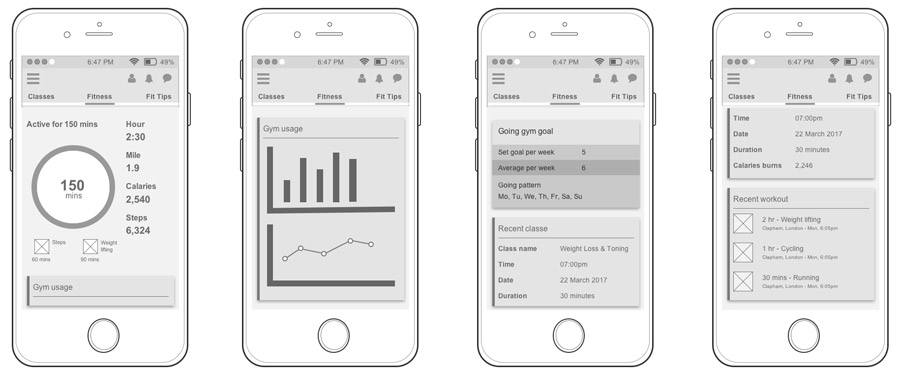 6:47 PM 49%
Classes Fitness Fit Tips
Active for 150 mins
Hour
2:30
Mile
1.9
Calaries
2,540
Steps
6,324
150
mins
Steps
60 mins
Weight
lifting
90 mins
Gym usage
6:47 PM 49%
Classes Fitness Fit Tips
Gym usage
6:47 PM 49%
Classes Fitness Fit Tips
Going gym goal
Set goal per week 5
Average per week 6
Going pattern
Mo, Tu, We, Th, Fr, Sa, Su
Recent classe
Class name Weight Loss & Toning
Time 07:00pm
Date 22 March 2017
Duration 30 minutes
6:47 PM 49%
Classes Fitness Fit Tips
Time 07:00pm
Date 22 March 2017
Duration 30 minutes
Calaries burns 2,246
Recent workout
2 hr - Weight lifting
Clapham, London - Mon, 6:05pm
1 hr - Cycling
Clapham, London - Mon, 6:05pm
30 mins - Running
Clapham, London - Mon, 6:05pm